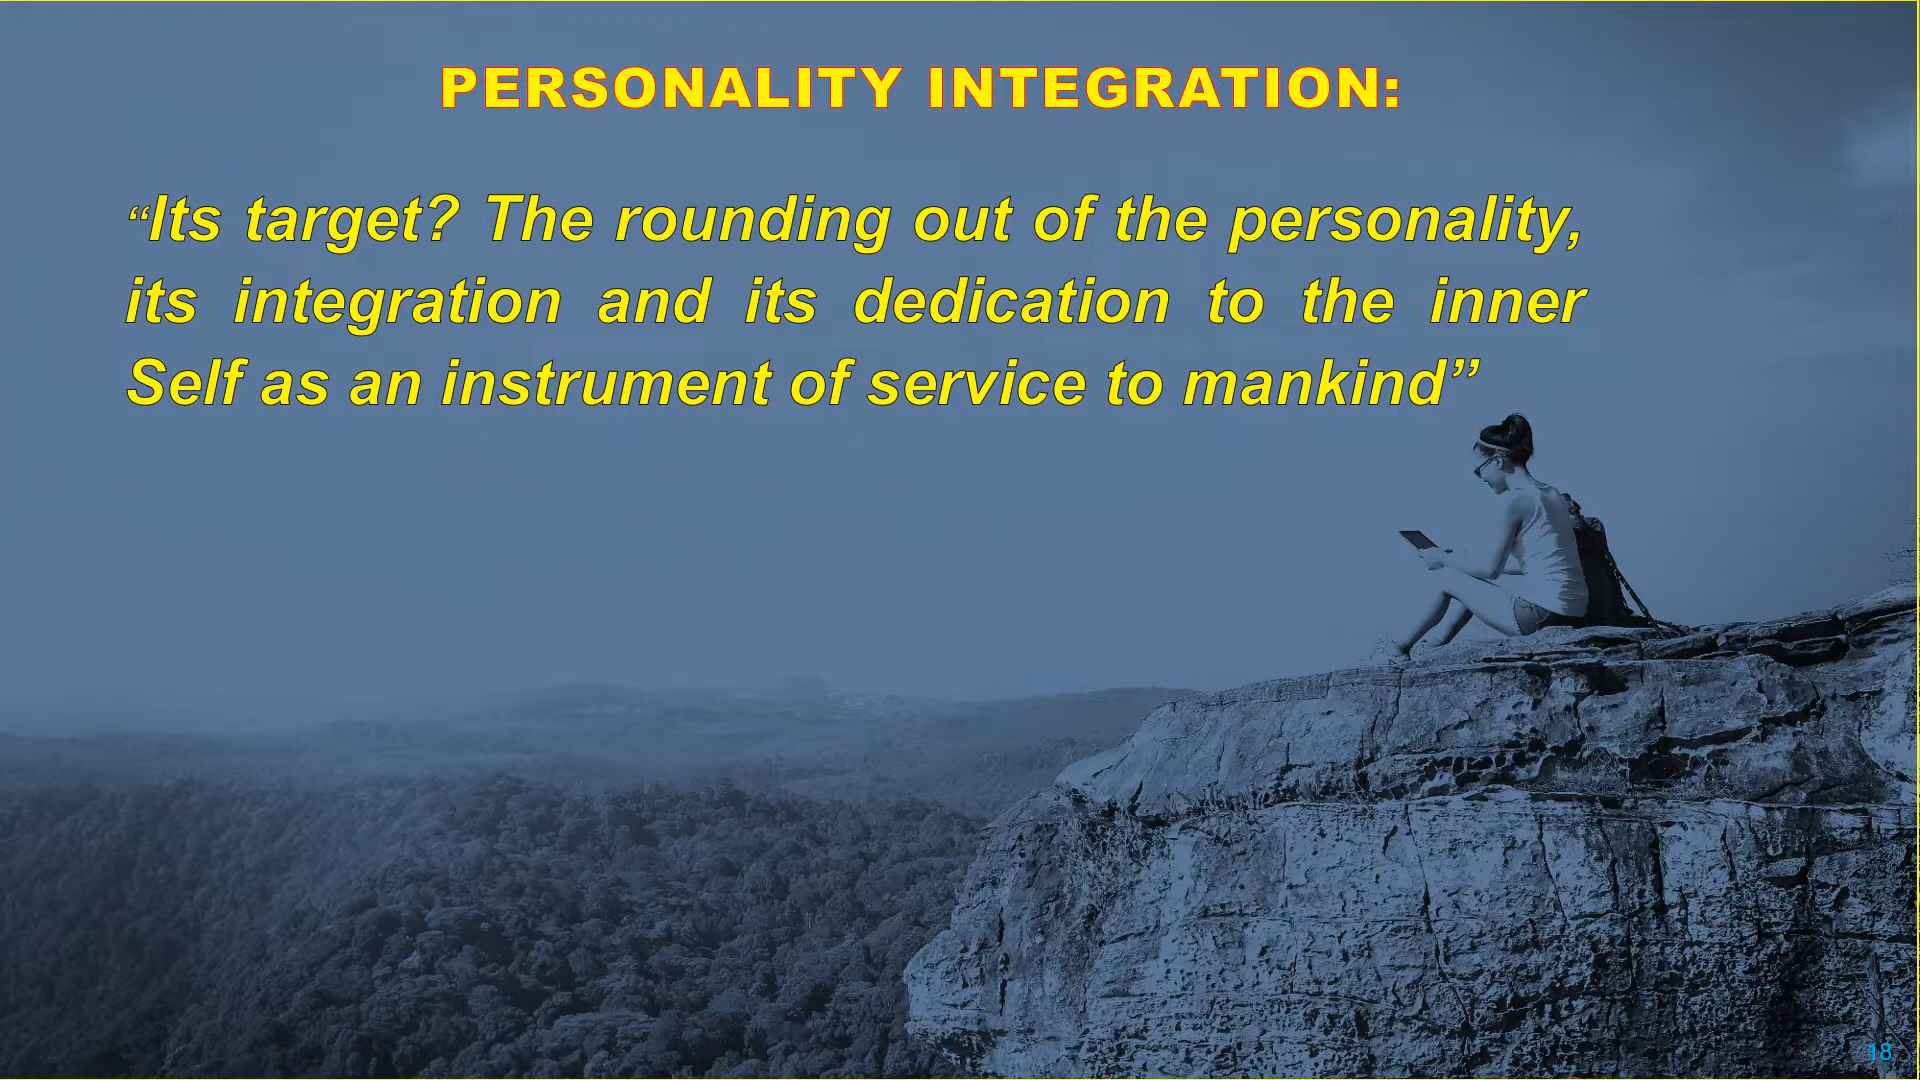 PERSONALITY INTEGRATION:
“Its target? The rounding out of the personality,
its integration and its dedication to the inner
Self as an instrument of service to mankind”
18